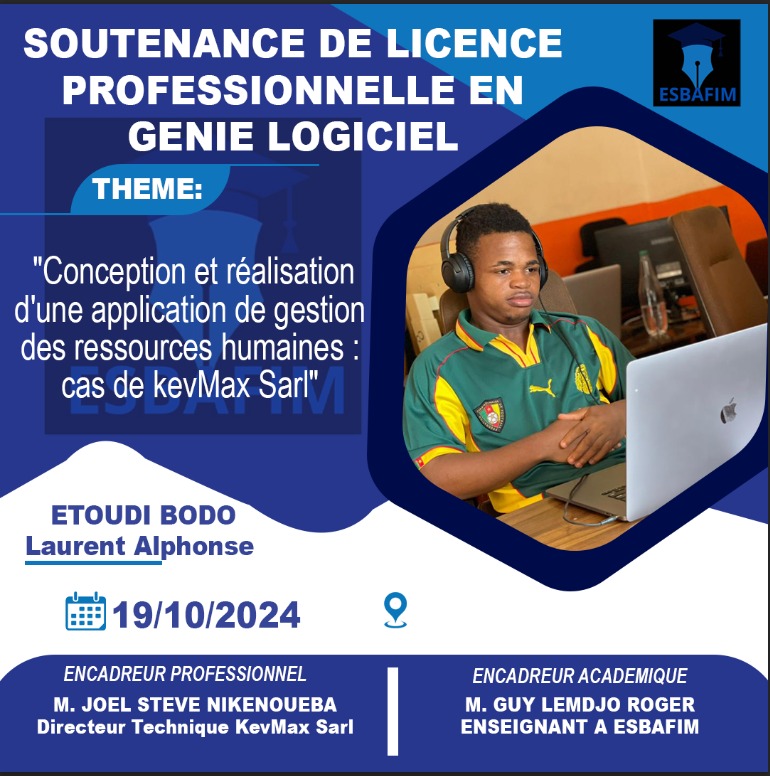 SOUTENANCE DE LICENCE
PROFESSIONNELLE EN
GENIE LOGICIEL
ESBAFIM
THEME:
"Conception et réalisation
d'une application de gestion
des ressources humaines :
cas de kevMax Sarl"
ESBAFIM
ETOUDI BODO
Laurent Alphonse
19/10/2024
ENCADREUR PROFESSIONNEL
M. JOEL STEVE NIKENOUEBA
Directeur Technique KevMax Sarl
ENCADREUR ACADEMIQUE
M. GUY LEMDJO ROGER
ENSEIGNANT A ESBAFIM